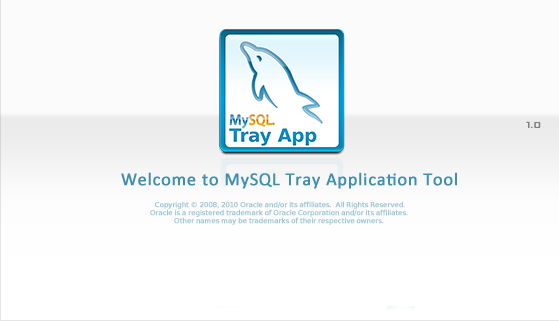 MySQL
Tray App
1.0
Welcome to MySQL Tray Application Tool
Copyright © 2008, 2010 Oracle and/or its affiliates. All Rights Reserved.
Oracle is a registered trademark of Oracle Corporation and/or its affiliates.
Other names may be trademarks of their respective owners.